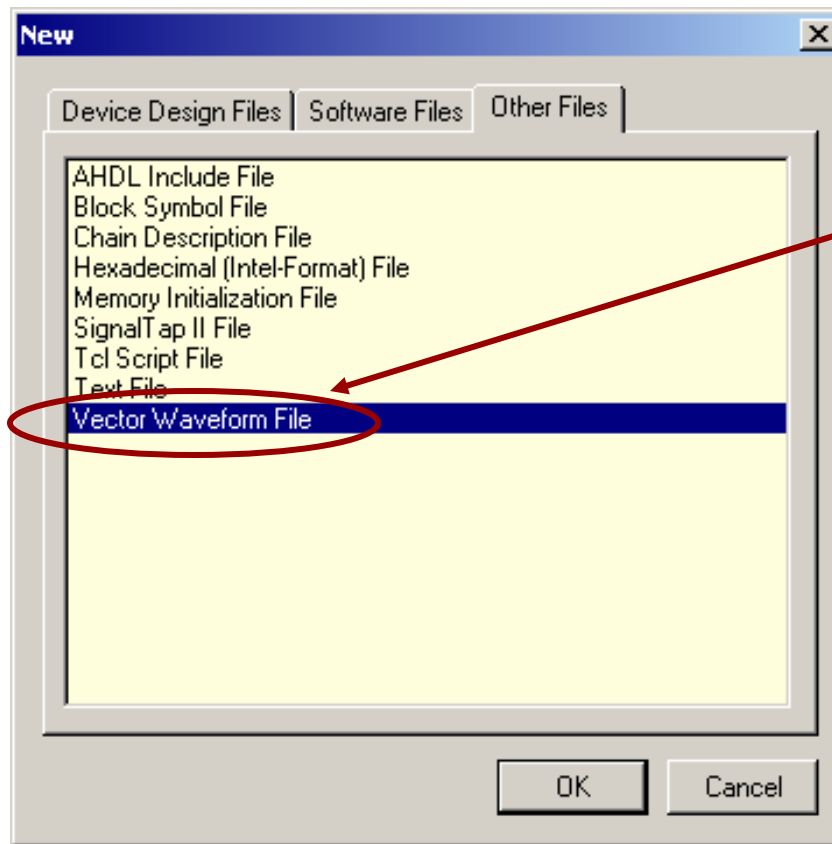 New
Device Design Files
Software Files
Other Files
AHDL Include File
Block Symbol File
Chain Description File
Hexadecimal (Intel-Format) File
Memory Initialization File
SignalTap II File
Tcl Script File
Text File
Vector Waveform File
OK
Cancel